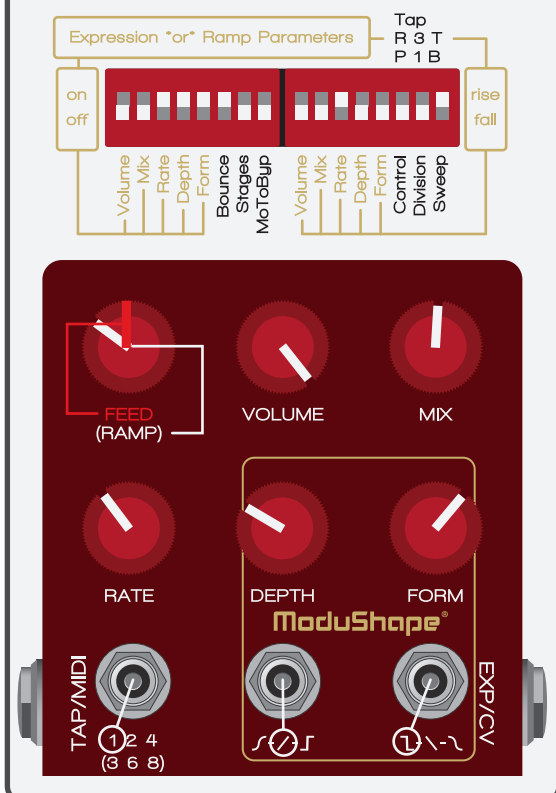 Tap
Expression "or" Ramp Parameters
R 3 T
P 1 B
on
off
rise
fall
Volume
Mix
Rate
Depth
Form
Bounce
Stages
MoToByp
Volume
Mix
Rate
Depth
Form
Control
Division
Sweep
FEED
(RAMP)
VOLUME
MIX
RATE
DEPTH
FORM
ModuShape®
TAP/MIDI
EXP/CV
1 2 4
(3 6 8)